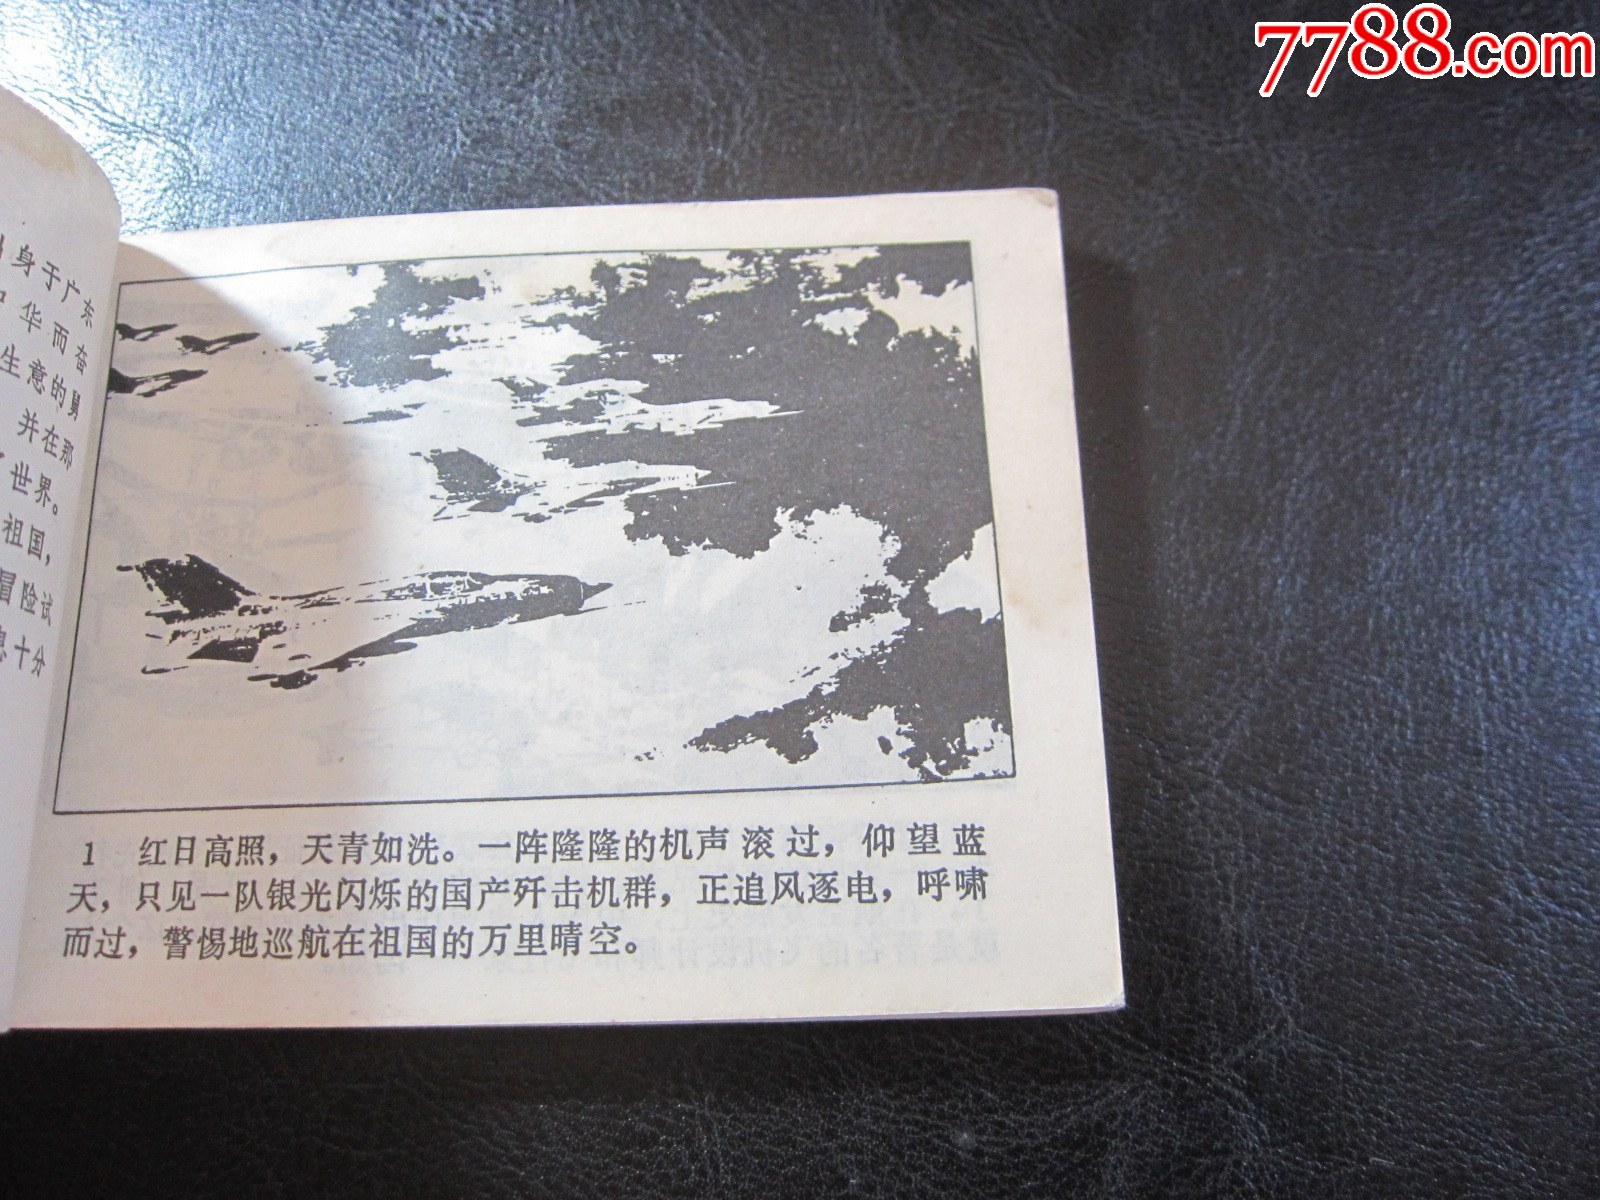 7788.com
身于广东
华而奋
生意的舅
并在那
世界。
祖国，
冒险试
十分
1 红日高照，天青如洗。一阵隆隆的机声滚过，仰望蓝
天，只见一队银光闪烁的国产歼击机群，正追风逐电，呼啸
而过，警惕地巡航在祖国的万里晴空。